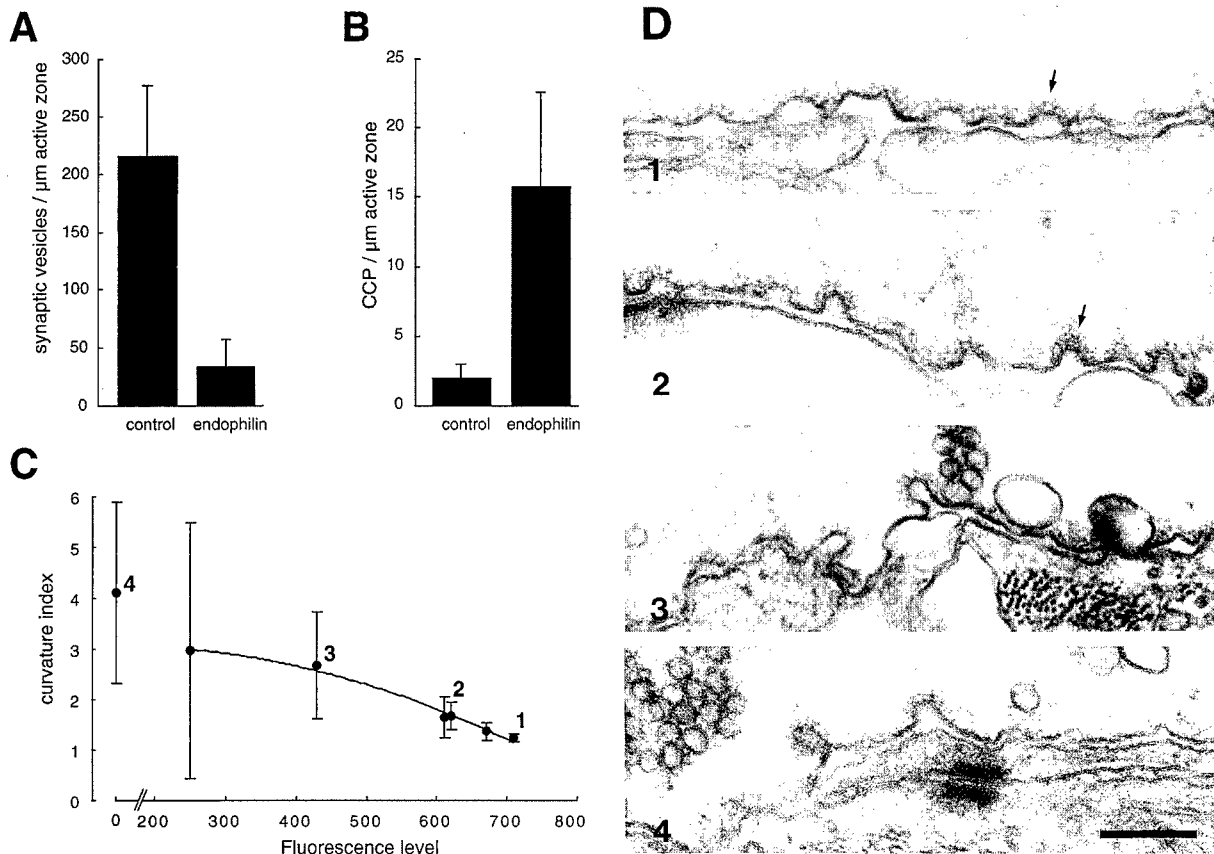 A
B
D
synaptic vesicles / µm active zone
300
250
200
150
100
50
0
control endophilin
CCP / µm active zone
25
20
15
10
5
0
control endophilin
C
curvature index
6
5
4
3
2
1
0
4
3
2
1
0 200 300 400 500 600 700 800
Fluorescence level
1
2
3
4